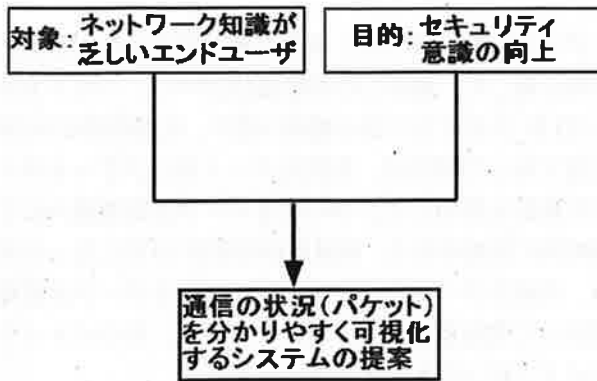 対象: ネットワーク知識が
乏しいエンドユーザ
目的: セキュリティ
意識の向上
通信の状況(パケット)
を分かりやすく可視化
するシステムの提案